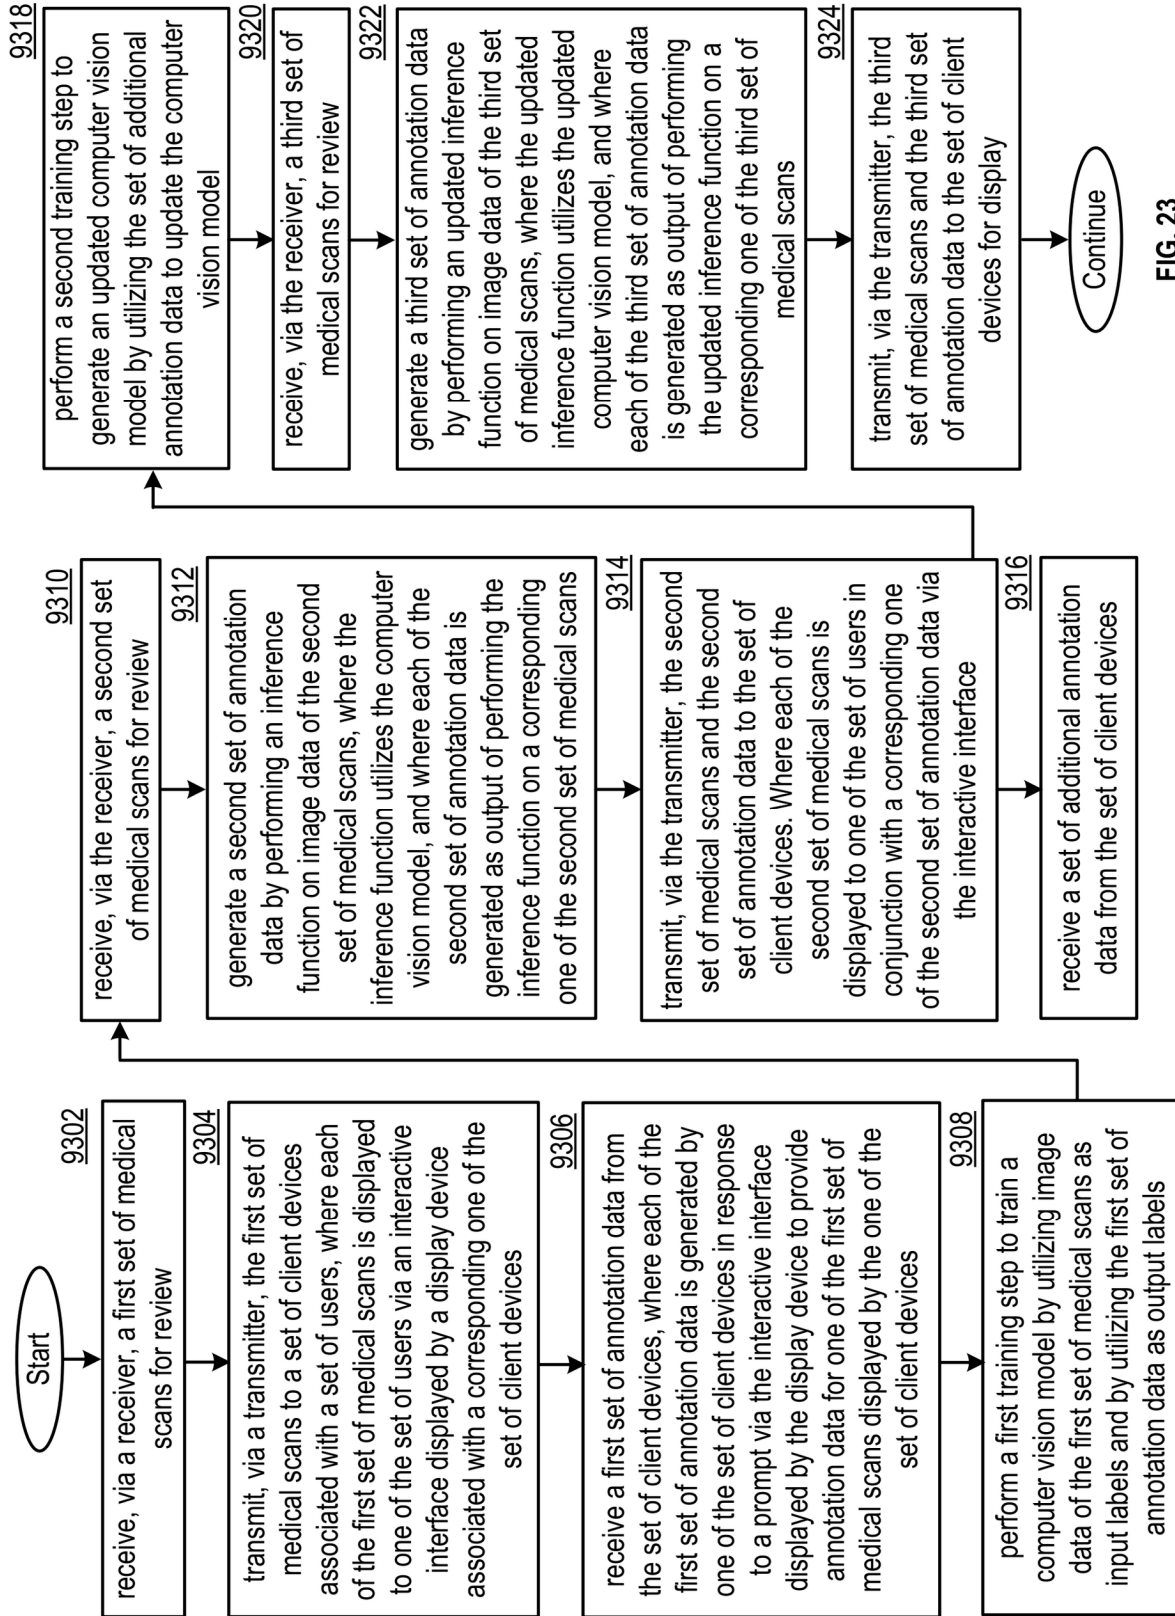 Start
9302
receive, via a receiver, a first set of medical
scans for review
9304
transmit, via a transmitter, the first set of
medical scans to a set of client devices
associated with a set of users, where each
of the first set of medical scans is displayed
to one of the set of users via an interactive
interface displayed by a display device
associated with a corresponding one of the
set of client devices
9306
receive a first set of annotation data from
the set of client devices, where each of the
first set of annotation data is generated by
one of the set of client devices in response
to a prompt via the interactive interface
displayed by the display device to provide
annotation data for one of the first set of
medical scans displayed by the one of the
set of client devices
9308
perform a first training step to train a
computer vision model by utilizing image
data of the first set of medical scans as
input labels and by utilizing the first set of
annotation data as output labels
9310
receive, via the receiver, a second set
of medical scans for review
9312
generate a second set of annotation
data by performing an inference
function on image data of the second
set of medical scans, where the
inference function utilizes the computer
vision model, and where each of the
second set of annotation data is
generated as output of performing the
inference function on a corresponding
one of the second set of medical scans
9314
transmit, via the transmitter, the second
set of medical scans and the second
set of annotation data to the set of
client devices. Where each of the
second set of medical scans is
displayed to one of the set of users in
conjunction with a corresponding one
of the second set of annotation data via
the interactive interface
9316
receive a set of additional annotation
data from the set of client devices
9318
perform a second training step to
generate an updated computer vision
model by utilizing the set of additional
annotation data to update the computer
vision model
9320
receive, via the receiver, a third set of
medical scans for review
9322
generate a third set of annotation data
by performing an updated inference
function on image data of the third set
of medical scans, where the updated
inference function utilizes the updated
computer vision model, and where
each of the third set of annotation data
is generated as output of performing
the updated inference function on a
corresponding one of the third set of
medical scans
9324
transmit, via the transmitter, the third
set of medical scans and the third set
of annotation data to the set of client
devices for display
Continue
FIG. 23